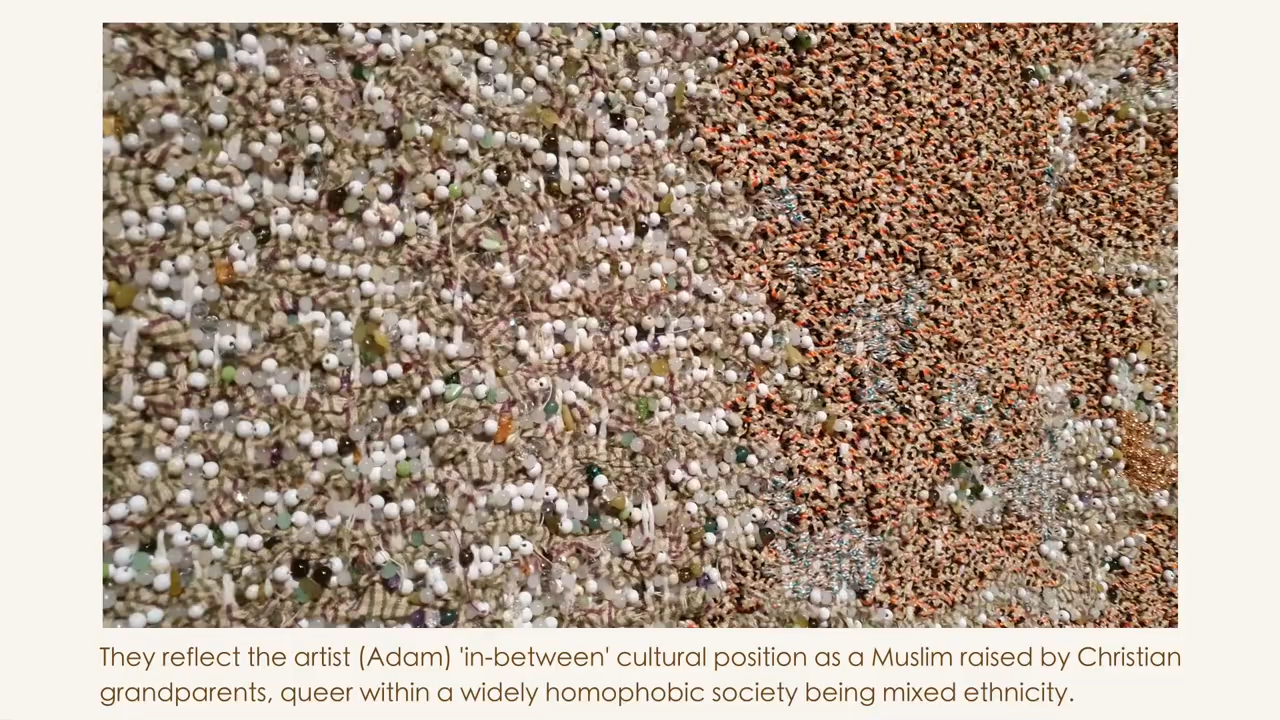 They reflect the artist (Adam) 'in-between' cultural position as a Muslim raised by Christian
grandparents, queer within a widely homophobic society being mixed ethnicity.